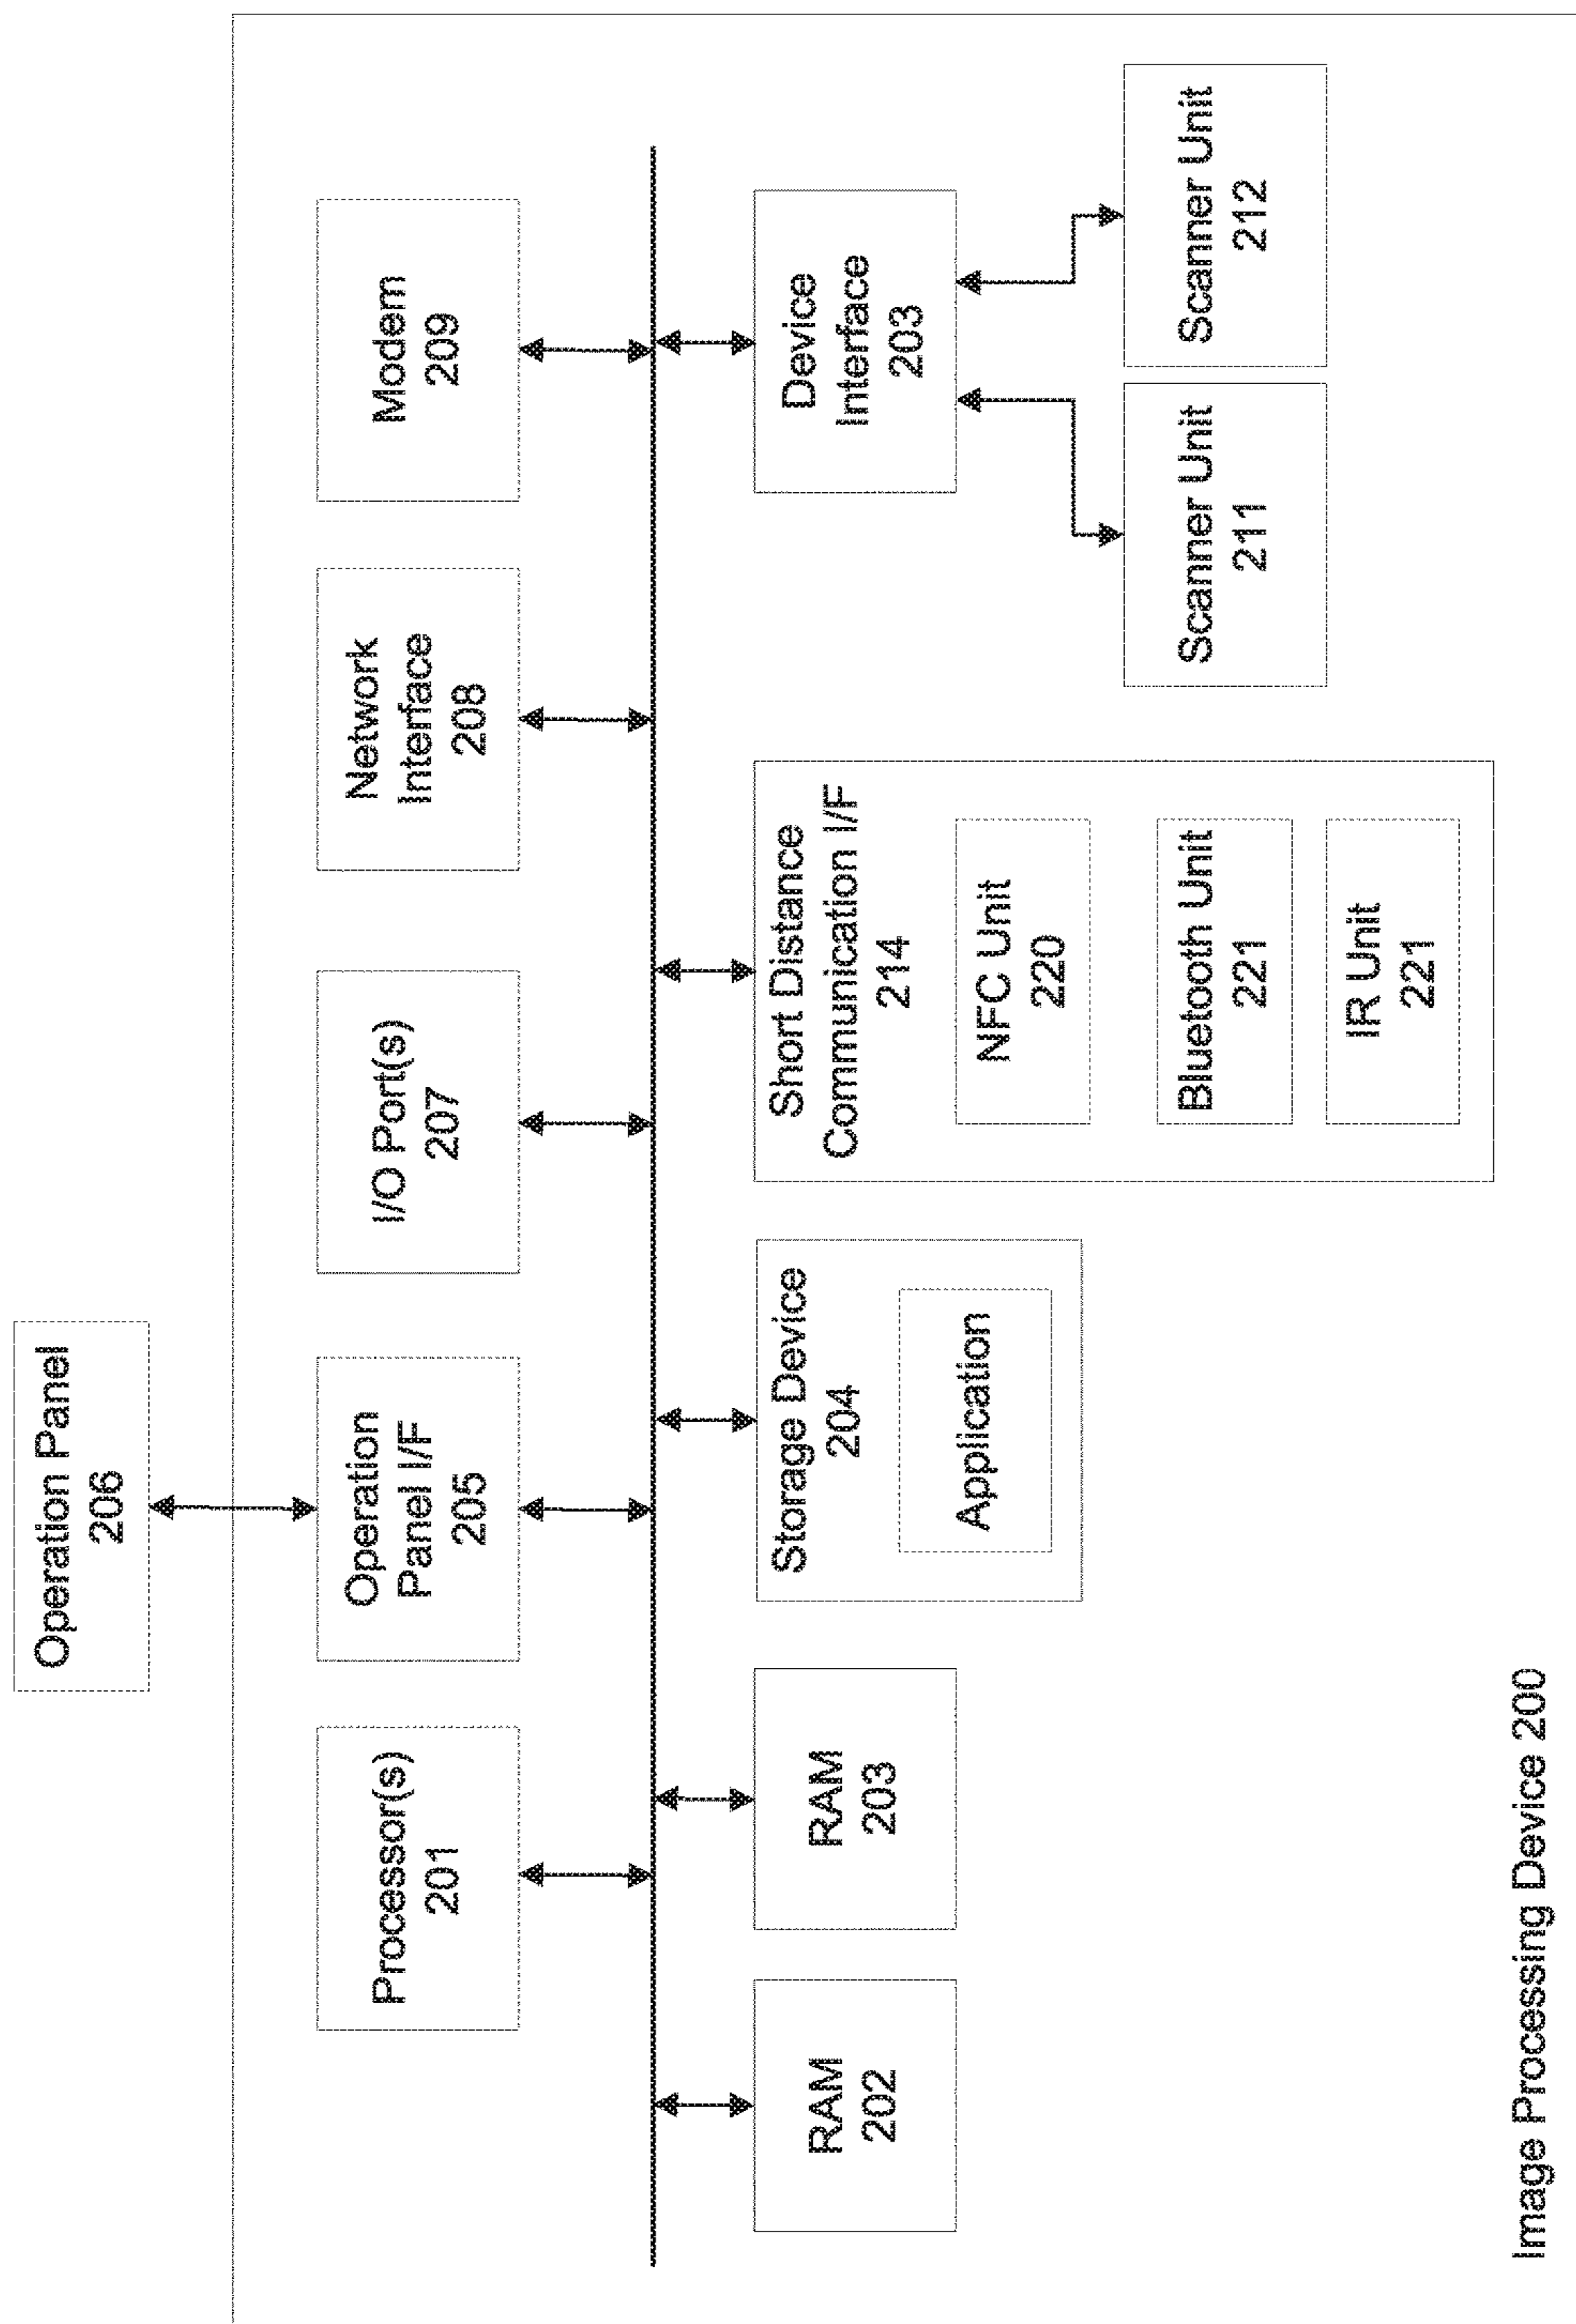 Operation Panel
206
Processor(s)
201
Operation
Panel I/F
205
I/O Port(s)
207
Network
Interface
208
Modem
209
RAM
202
RAM
203
Storage Device
204
Application
Short Distance
Communication I/F
214
NFC Unit
220
Bluetooth Unit
221
IR Unit
221
Device
Interface
203
Scanner Unit
211
Scanner Unit
212
Image Processing Device 200